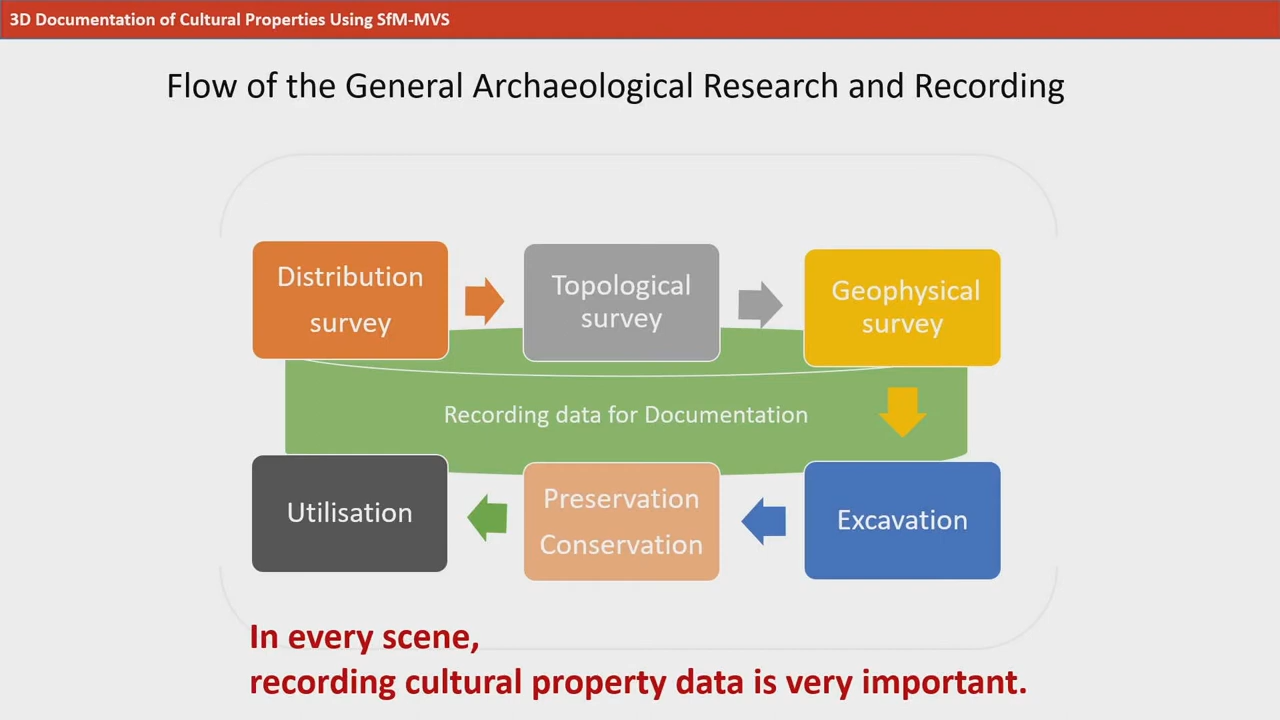 3D Documentation of Cultural Properties Using SfM-MVS
Flow of the General Archaeological Research and Recording
Distribution
survey
Topological
survey
Geophysical
survey
Recording data for Documentation
Utilisation
Preservation
Conservation
Excavation
In every scene,
recording cultural property data is very important.